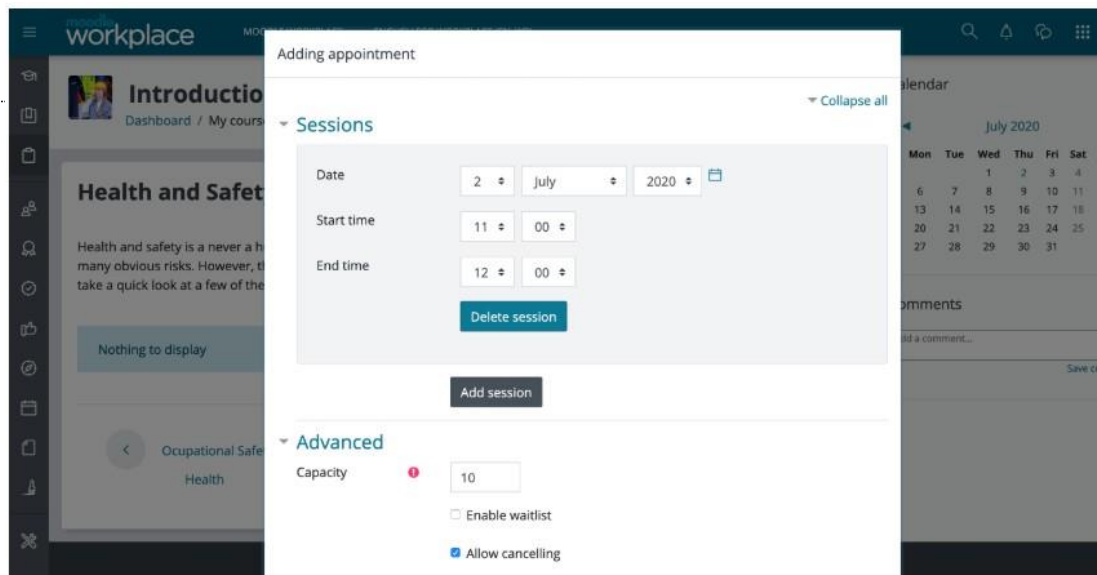 moodle
workplace
Adding appointment
Introductio
Dashboard / My cours
Collapse all
Sessions
Date
2
July
2020
Start time
11
00
End time
12
00
Delete session
Add session
Advanced
Capacity
10
Enable waitlist
Allow cancelling
Health and Safet
Health and safety is a never a h
many obvious risks. However, t
take a quick look at a few of the
Nothing to display
Ocupational Safe
Health
alendar
July 2020
Mon Tue Wed Thu Fri Sat
1 2 3 4
6 7 8 9 10 11
13 14 15 16 17 18
20 21 22 23 24 25
27 28 29 30 31
omments
dd a comment...
Save co